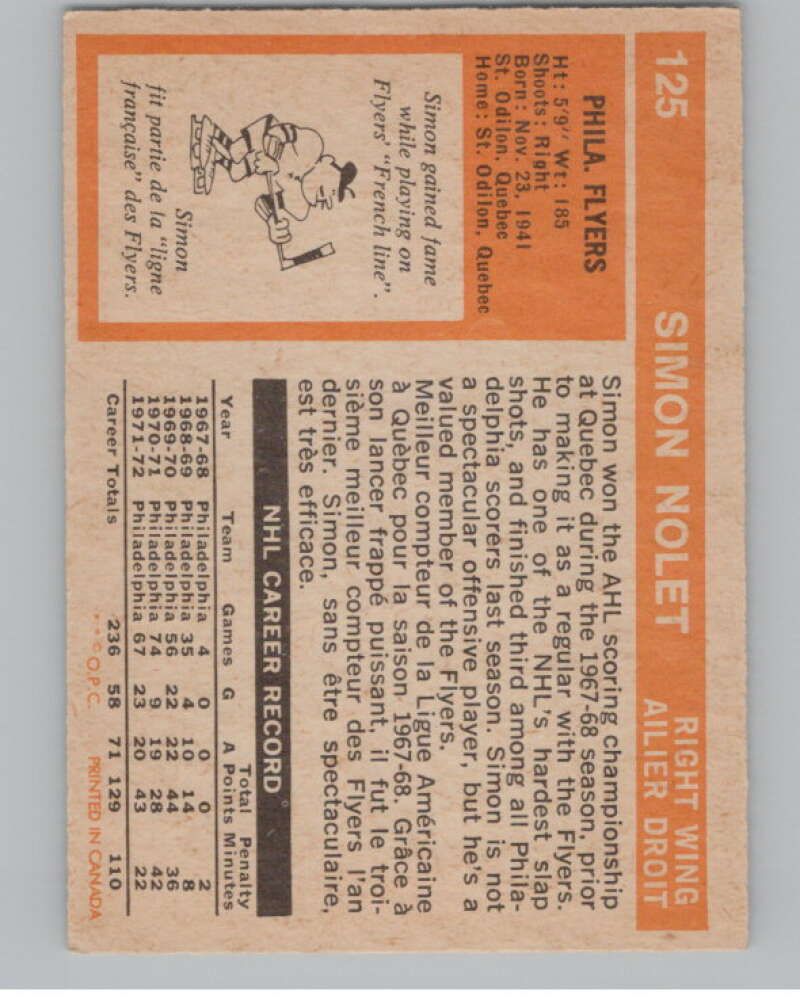 125 SIMON NOLET RIGHT WING
AILIER DROIT
PHILA. FLYERS
Ht: 5'9" Wt: 185
Shoots: Right
Born: Nov. 23, 1941
St. Odilon, Quebec
Home: St. Odilon, Quebec
Simon gained fame
while playing on
Flyers' "French line".
Simon
fit partie de la "ligne
française" des Flyers.
Simon won the AHL scoring championship
at Quebec during the 1967-68 season, prior
to making it as a regular with the Flyers.
He has one of the NHL's hardest slap
shots, and finished third among all Phila-
delphia scorers last season. Simon is not
a spectacular offensive player, but he's a
valued member of the Flyers.
Meilleur compteur de la Ligue Américaine
à Quèbec pour la saison 1967-68. Grâce à
son lancer frappé puissant, il fut le troi-
sième meilleur compteur des Flyers l'an
dernier. Simon, sans être spectaculaire,
est très efficace.
NHL CAREER RECORD
Total Penalty
Year Team Games G A Points Minutes
1967-68 Philadelphia 4 0 0 0 2
1968-69 Philadelphia 35 4 10 14 8
1969-70 Philadelphia 56 22 22 44 36
1970-71 Philadelphia 74 9 19 28 42
1971-72 Philadelphia 67 23 20 43 22
Career Totals 236 58 71 129 110
**© O.P.C. PRINTED IN CANADA